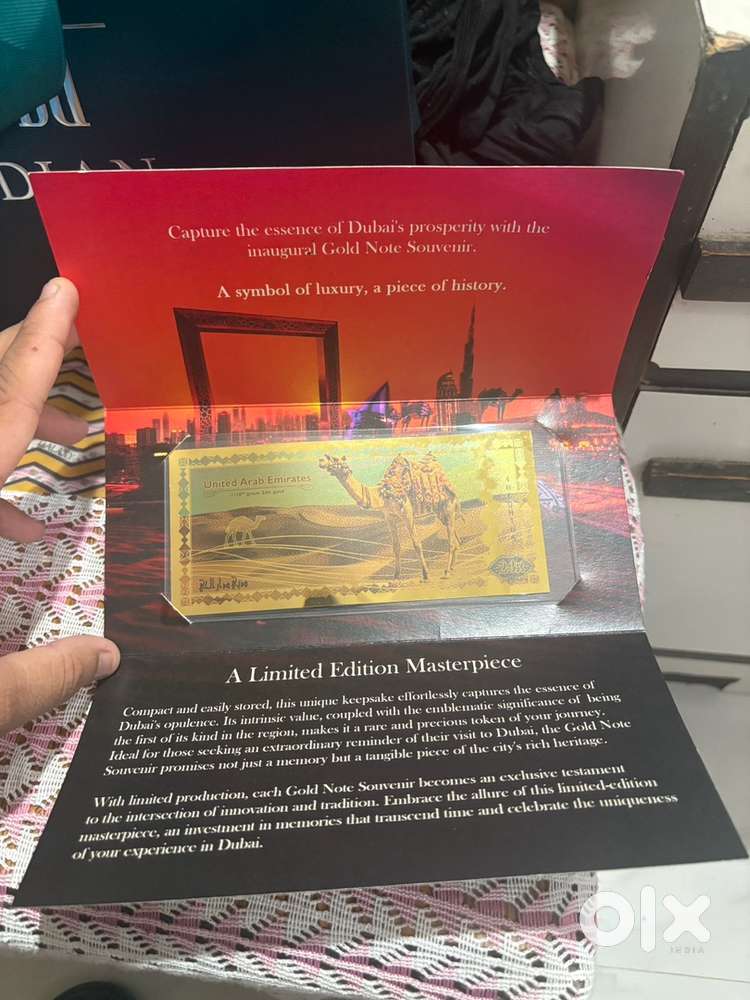 DIAN
Capture the essence of Dubai's prosperity with the
inaugural Gold Note Souvenir.
A symbol of luxury, a piece of history.
United Arab Emirates
A Limited Edition Masterpiece
Compact and easily stored, this unique keepsake effortlessly captures the essence of
Dubai's opulence. Its intrinsic value, coupled with the emblematic significance of being
the first of its kind in the region, makes it a rare and precious token of your journey.
Ideal for those seeking an extraordinary reminder of their visit to Dubai, the Gold Note
Souvenir promises not just a memory but a tangible piece of the city's rich heritage.
With limited production, each Gold Note Souvenir becomes an exclusive testament
to the intersection of innovation and tradition. Embrace the allure of this limited-edition
masterpiece, an investment in memories that transcend time and celebrate the uniqueness
of your experience in Dubai.
olx
INDIA